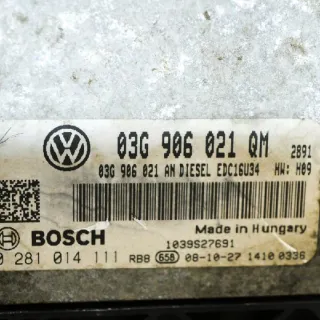 03G 906 021 QM 2891
03G 906 021 AN DIESEL EDC16U34 HW: H09
Made in Hungary
BOSCH 1039S27691
0 281 014 111 RBB 658 08-10-27 1410 0336